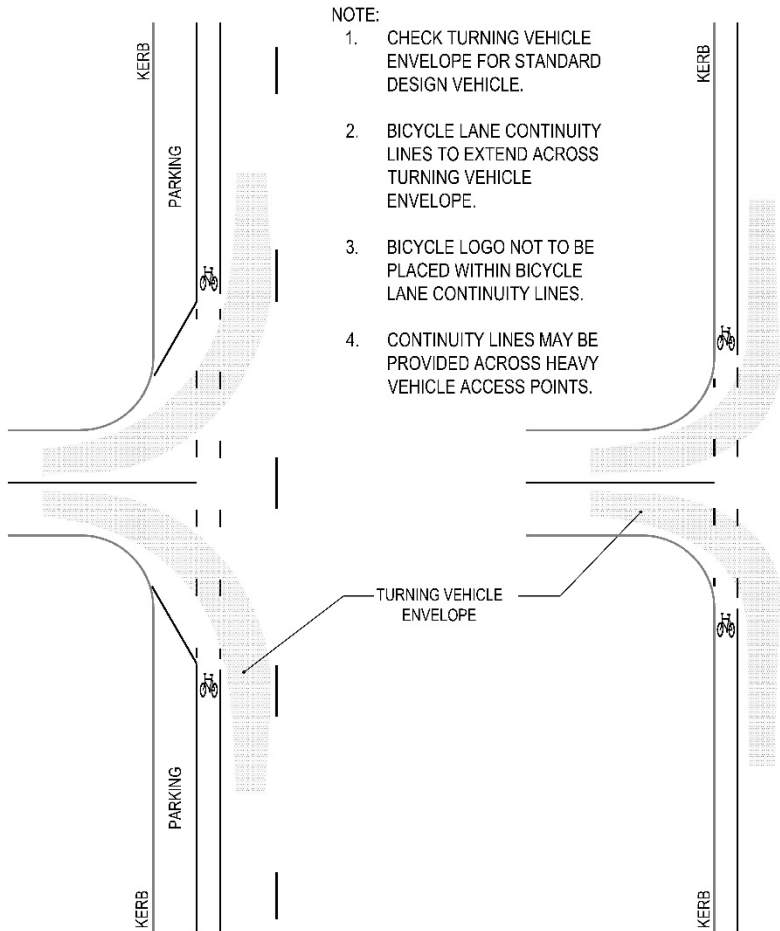 NOTE:
1. CHECK TURNING VEHICLE
ENVELOPE FOR STANDARD
DESIGN VEHICLE.
2. BICYCLE LANE CONTINUITY
LINES TO EXTEND ACROSS
TURNING VEHICLE
ENVELOPE.
3. BICYCLE LOGO NOT TO BE
PLACED WITHIN BICYCLE
LANE CONTINUITY LINES.
4. CONTINUITY LINES MAY BE
PROVIDED ACROSS HEAVY
VEHICLE ACCESS POINTS.
KERB
PARKING
KERB
TURNING VEHICLE
ENVELOPE
PARKING
KERB
KERB